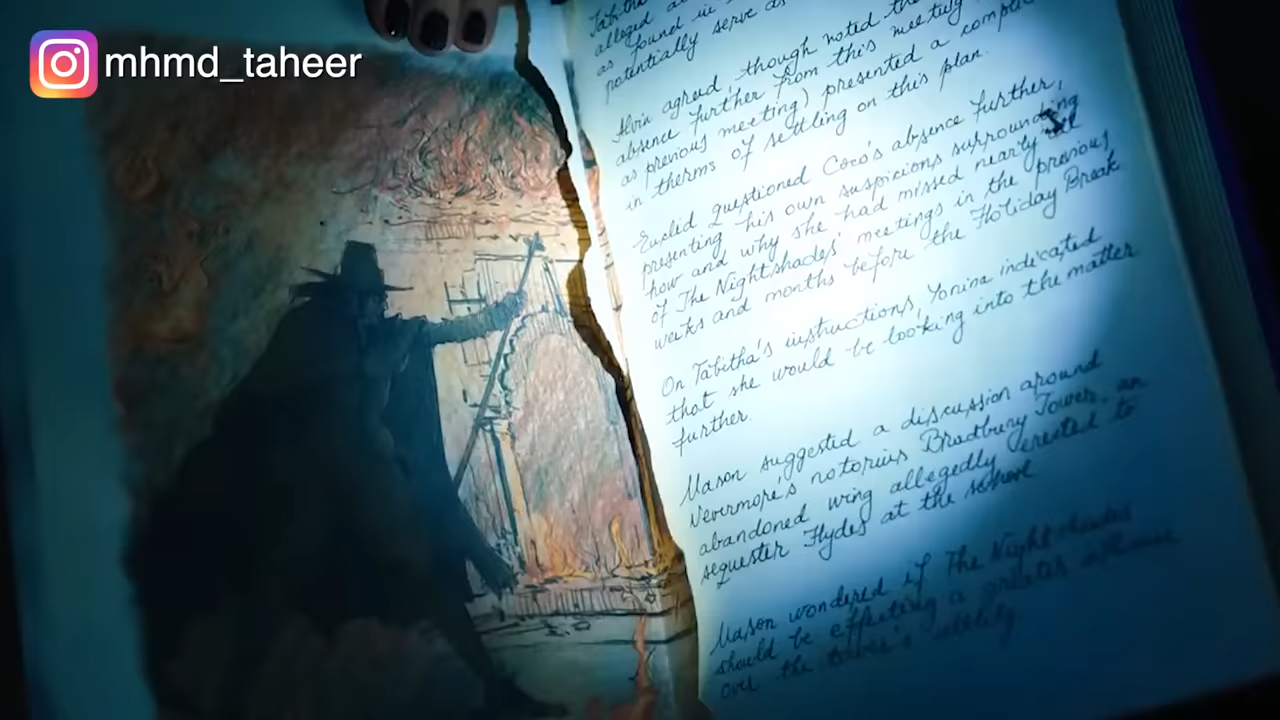 mhmd_taheer
Tabitha
alleged
as found in
potentially serve as
Alvin agreed, though noted the
absence further from this meeting
as previous meeting) presented a
in therms of settling on this plan.
Euclid questioned Coco's absence further,
presenting his own suspicions surrounding
how and why she had missed nearly all
of The Nightshades' meetings in the previous
weeks and months before the Holiday Break
On Tabitha's instructions, Yonina indicated
that she would be looking into the matter
further.
Mason suggested a discussion around
Nevermore's notorius Bradbury Tower, an
abandoned wing allegedly erected to
sequester Hydes at the school
Mason wondered if The Nightshades
should be effecting a greater
over the tower's